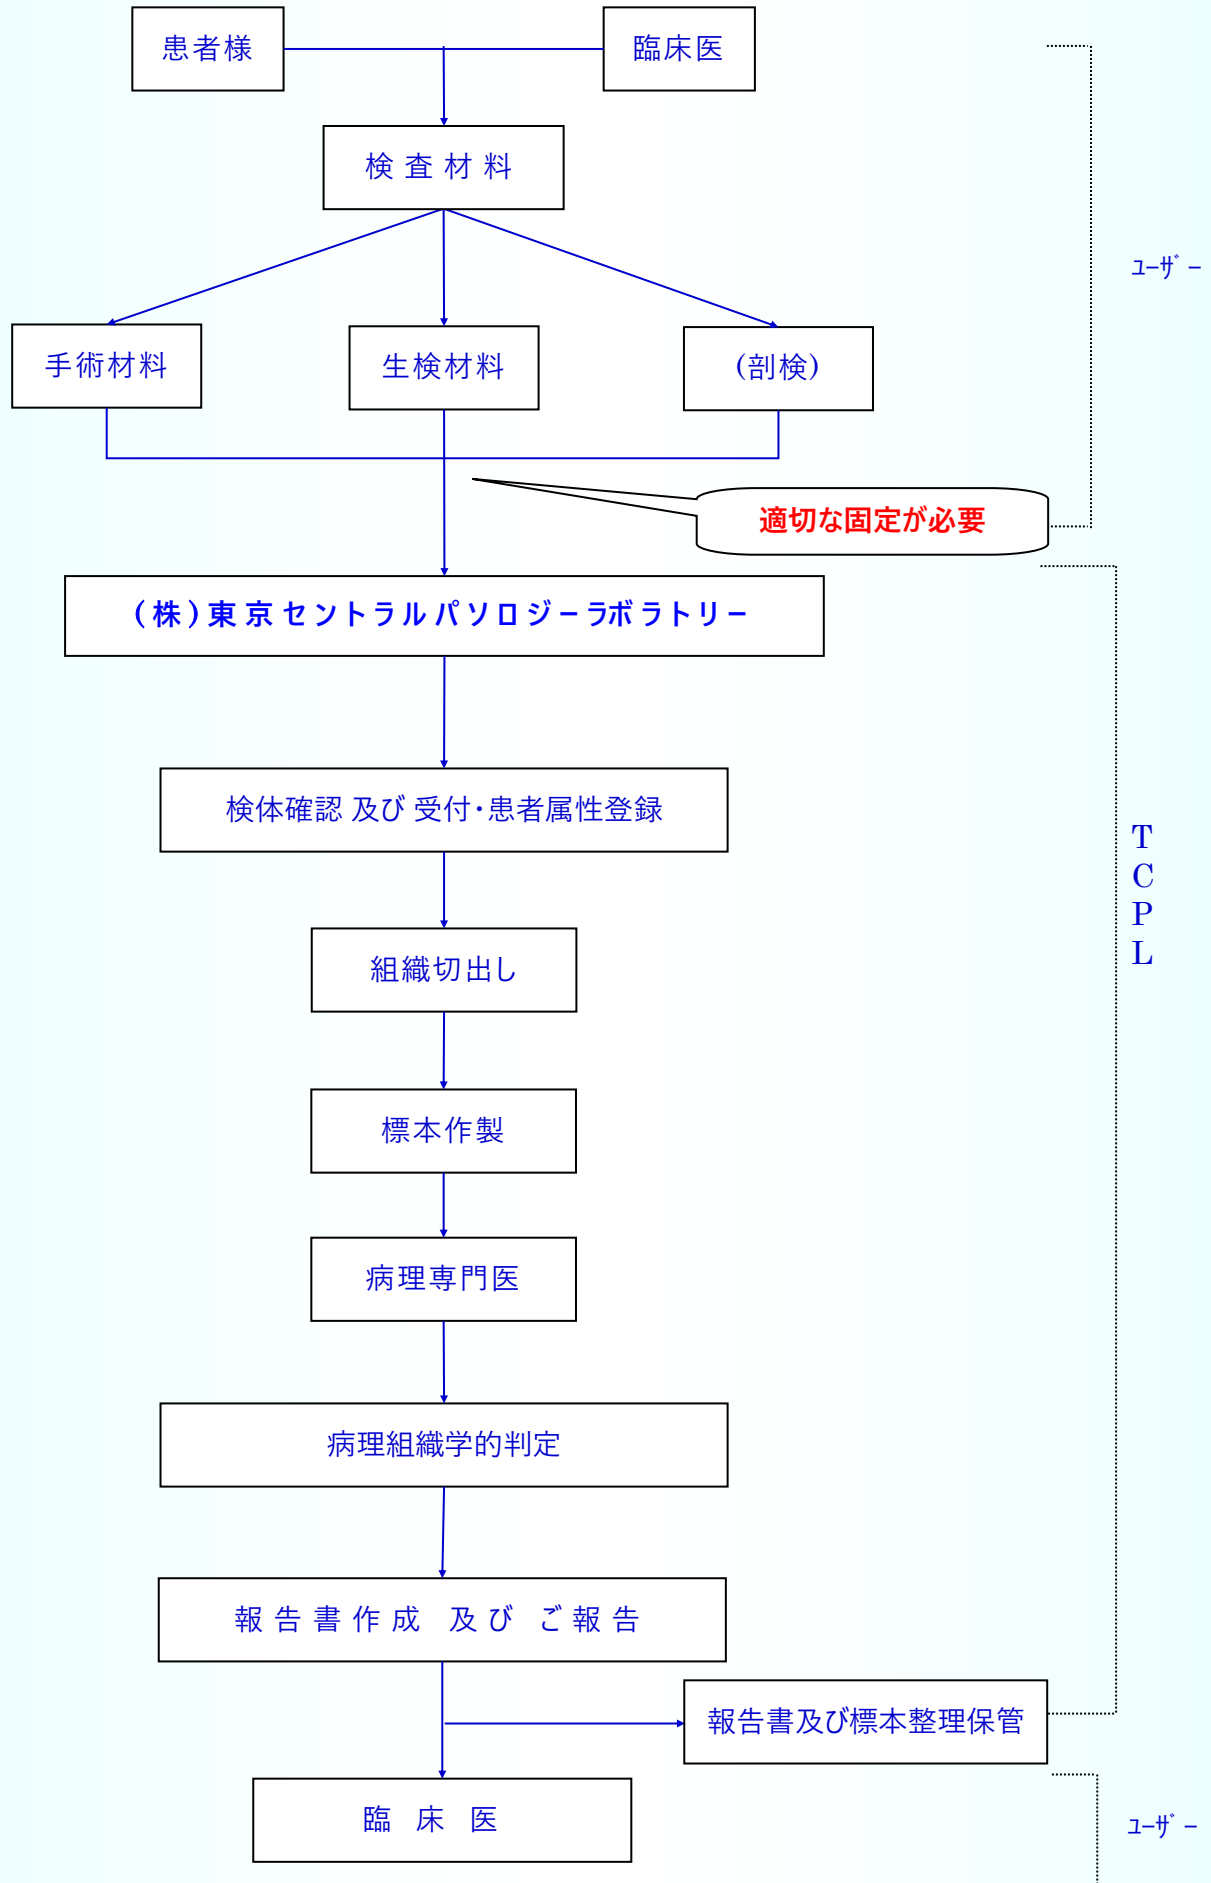 患者様
臨床医
検査材料
ﾕｰｻﾞｰ
手術材料
生検材料
(剖検)
適切な固定が必要
(株)東京セントラルパソロジーラボラトリー
検体確認 及び 受付・患者属性登録
T
C
P
L
組織切出し
標本作製
病理専門医
病理組織学的判定
報告書作成 及び ご報告
報告書及び標本整理保管
臨床医
ﾕｰｻﾞｰ